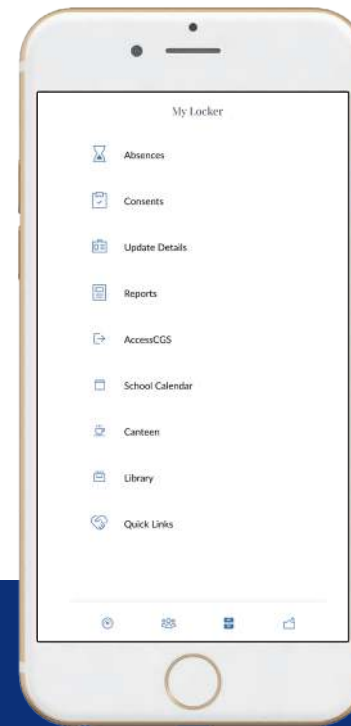 My Locker
Absences
Consents
Update Details
Reports
AccessCGS
School Calendar
Canteen
Library
Quick Links